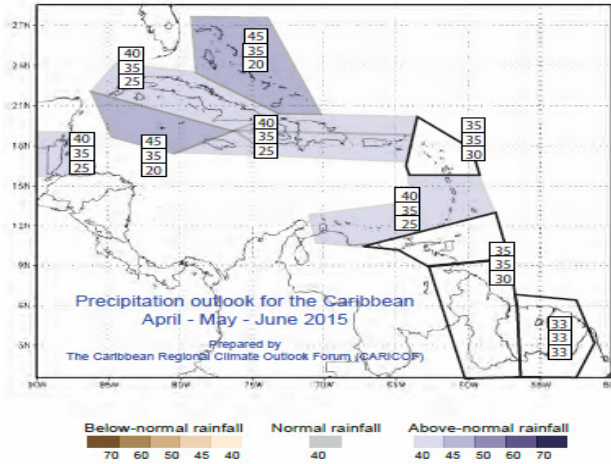 27N
24N
21N
18N
15N
12N
9N
6N
3N
45
35
20
40
35
25
40
35
25
35
35
30
40
35
25
45
35
20
40
35
25
35
35
30
33
33
33
Precipitation outlook for the Caribbean
April - May - June 2015
Prepared by
The Caribbean Regional Climate Outlook Forum (CARICOF)
90W 85W 80W 75W 70W 65W 60W 55W
Below-normal rainfall Normal rainfall Above-normal rainfall
70 60 50 45 40 40 40 45 50 60 70